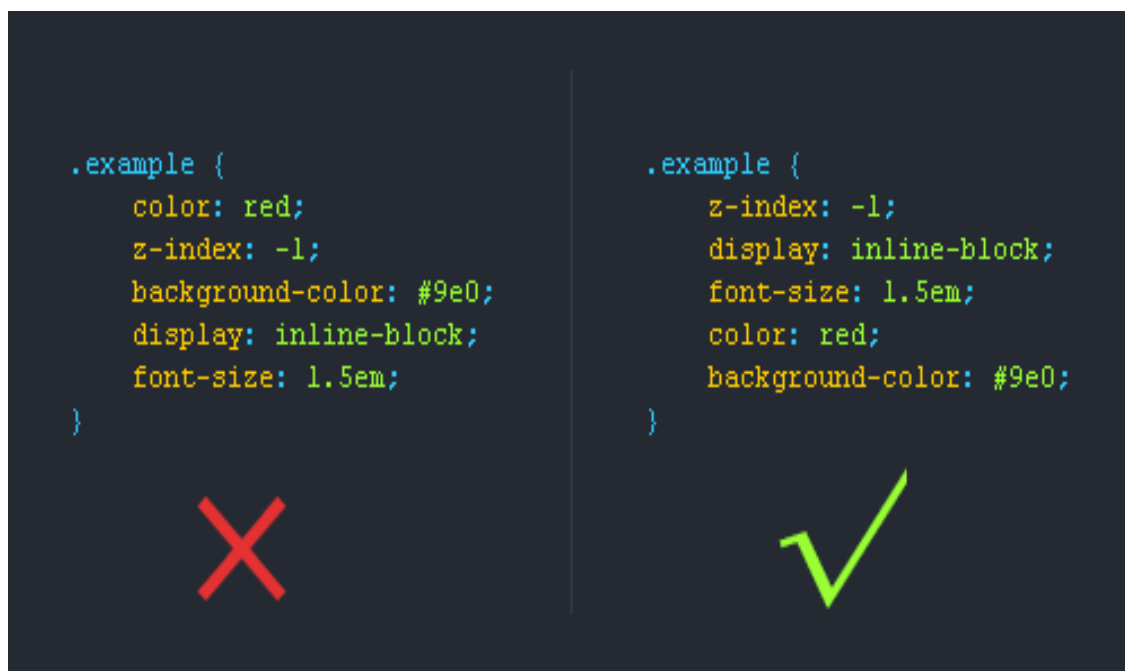 .example {
color: red;
z-index: -1;
background-color: #9e0;
display: inline-block;
font-size: 1.5em;
}
.example {
z-index: -1;
display: inline-block;
font-size: 1.5em;
color: red;
background-color: #9e0;
}